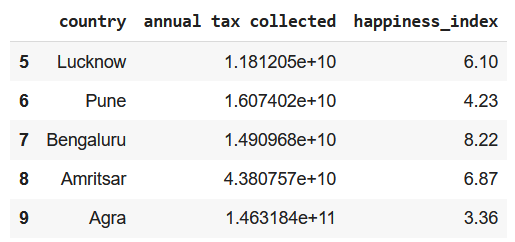 country annual tax collected happiness_index
5 Lucknow 1.181205e+10 6.10
6 Pune 1.607402e+10 4.23
7 Bengaluru 1.490968e+10 8.22
8 Amritsar 4.380757e+10 6.87
9 Agra 1.463184e+11 3.36